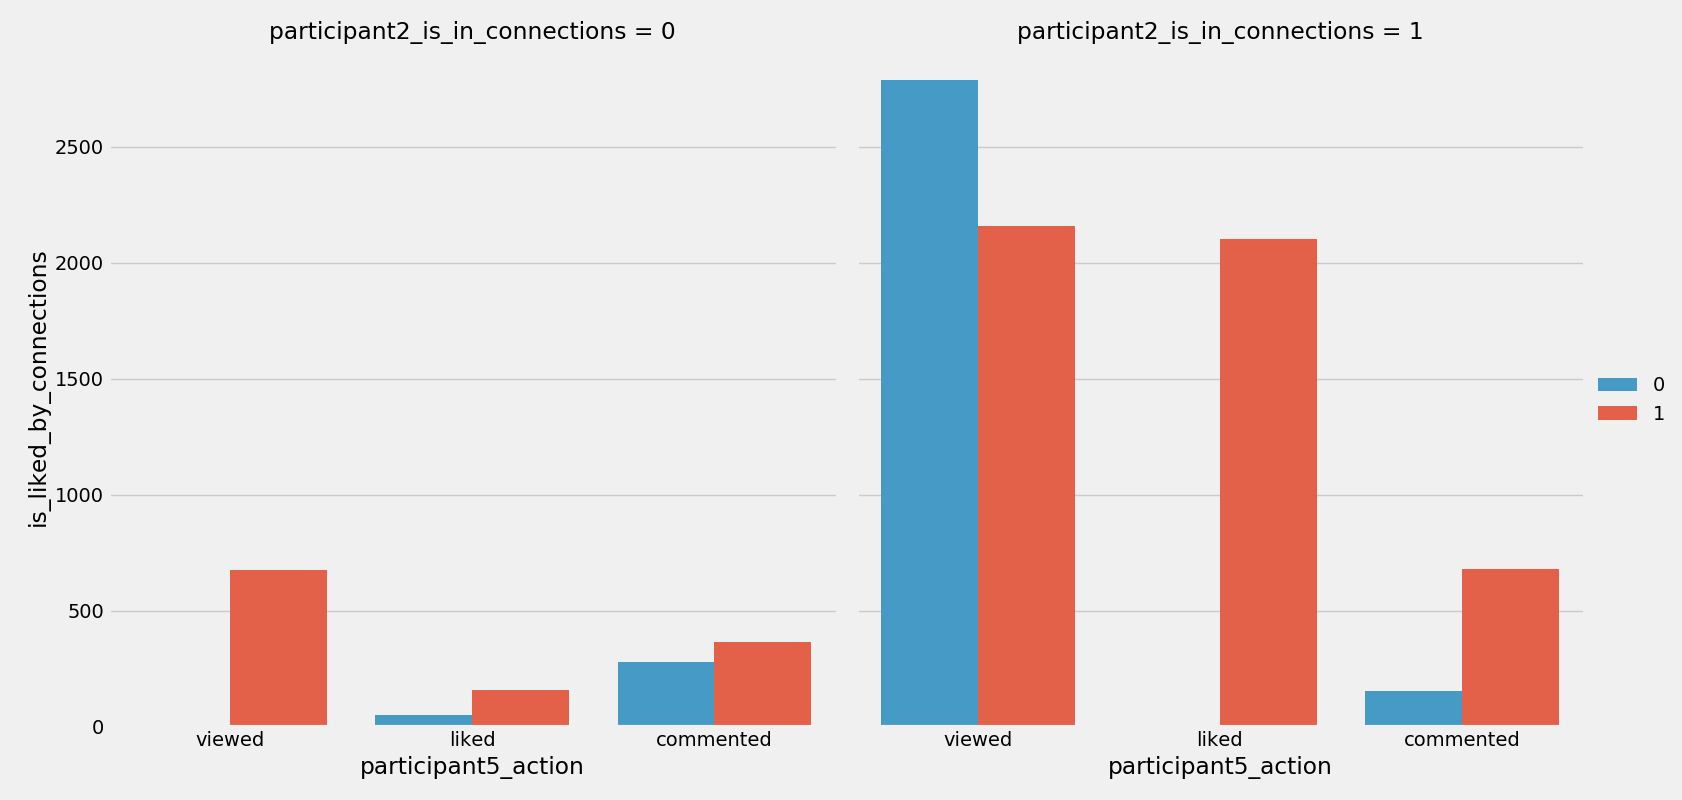 participant2_is_in_connections = 0
participant2_is_in_connections = 1
is_liked_by_connections
2500
2000
1500
1000
500
0
viewed
liked
commented
participant5_action
viewed
liked
commented
participant5_action
0
1